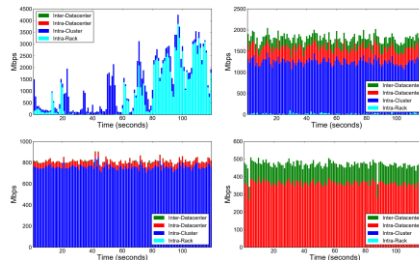 4500
4000
3500
3000
2500
2000
1500
1000
500
0
Mbps
Inter-Datacenter
Intra-Datacenter
Intra-Cluster
Intra-Rack
20 40 60 80 100
Time (seconds)
2500
2000
1500
1000
500
0
Mbps
Inter-Datacenter
Intra-Datacenter
Intra-Cluster
Intra-Rack
20 40 60 80 100
Time (seconds)
1000
800
600
400
200
0
Mbps
Inter-Datacenter
Intra-Datacenter
Intra-Cluster
Intra-Rack
20 40 60 80 100
Time (seconds)
600
500
400
300
200
100
0
Mbps
Inter-Datacenter
Intra-Datacenter
Intra-Cluster
Intra-Rack
20 40 60 80 100
Time (seconds)